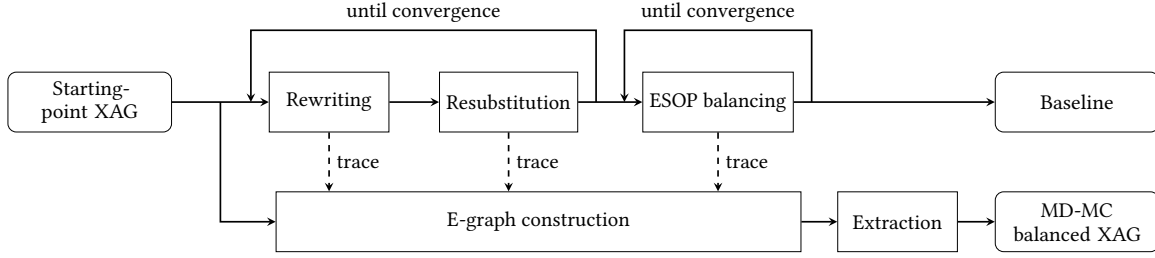 until convergence
until convergence
Starting-
point XAG
Rewriting
Resubstitution
ESOP balancing
Baseline
trace
trace
trace
E-graph construction
Extraction
MD-MC
balanced XAG